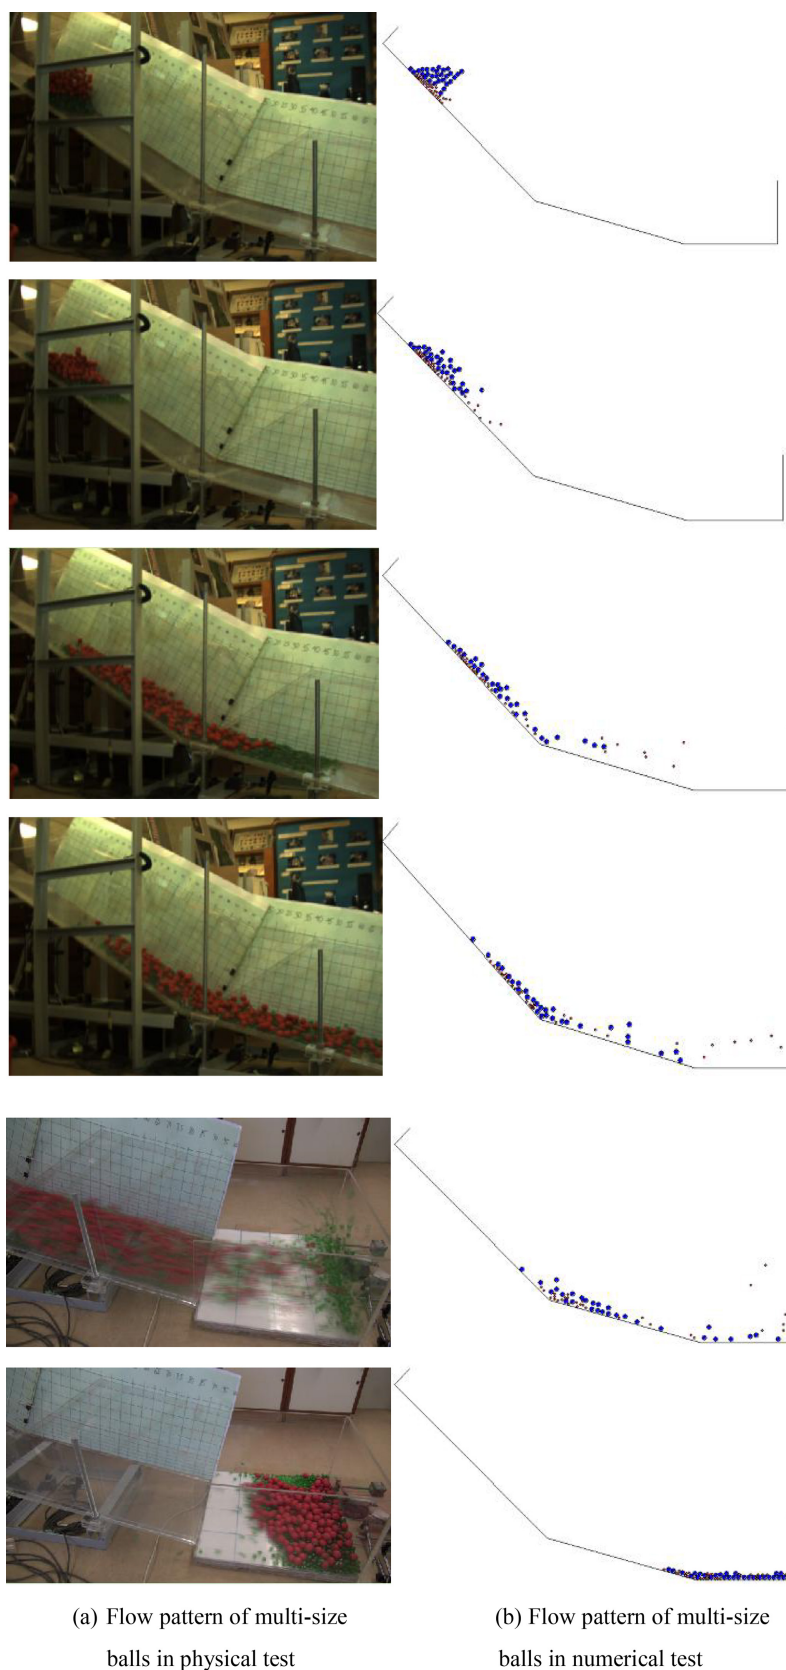 (a) Flow pattern of multi-size
balls in physical test
(b) Flow pattern of multi-size
balls in numerical test